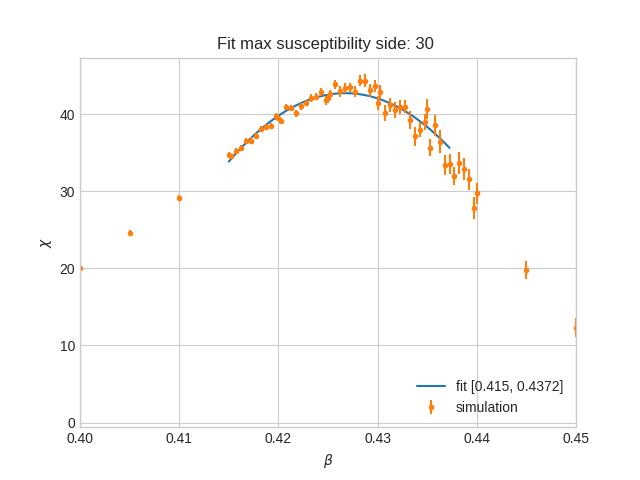 Fit max susceptibility side: 30
χ
40
30
20
10
0
fit [0.415, 0.4372]
simulation
0.40 0.41 0.42 0.43 0.44 0.45
β